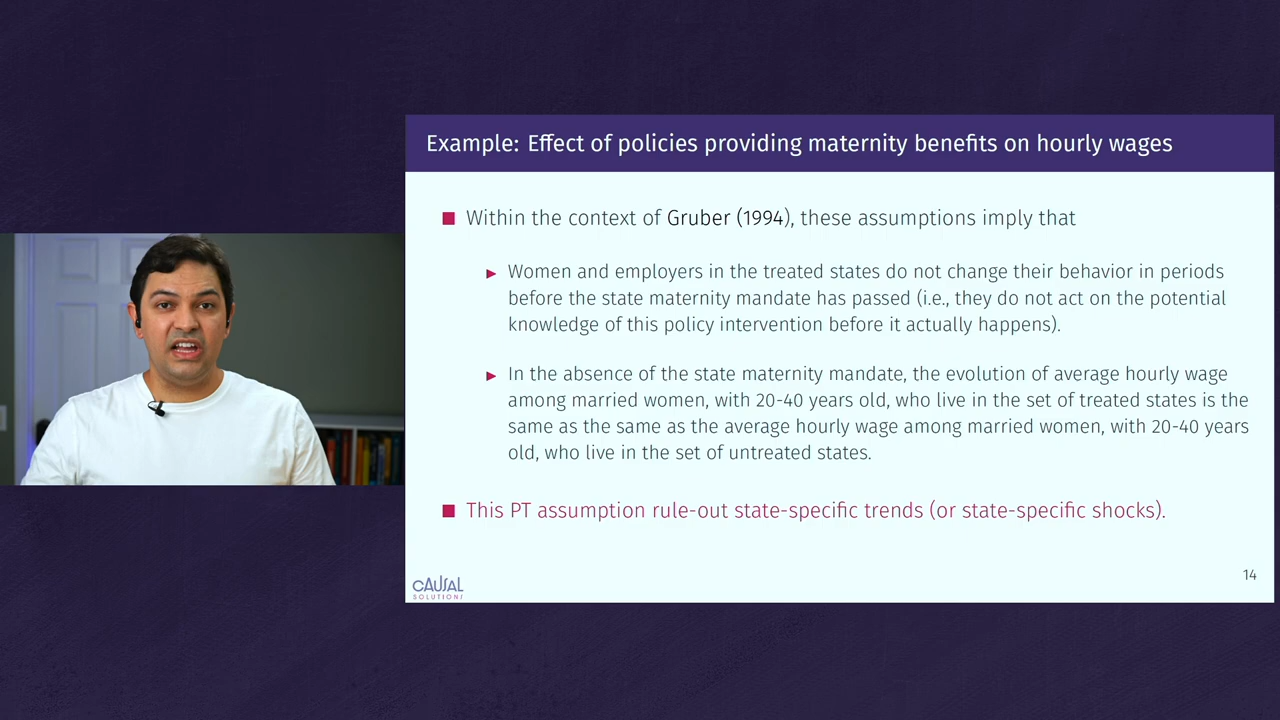 Example: Effect of policies providing maternity benefits on hourly wages
■ Within the context of Gruber (1994), these assumptions imply that
▶ Women and employers in the treated states do not change their behavior in periods
before the state maternity mandate has passed (i.e., they do not act on the potential
knowledge of this policy intervention before it actually happens).
▶ In the absence of the state maternity mandate, the evolution of average hourly wage
among married women, with 20-40 years old, who live in the set of treated states is the
same as the same as the average hourly wage among married women, with 20-40 years
old, who live in the set of untreated states.
■ This PT assumption rule-out state-specific trends (or state-specific shocks).
14
CAUSAL
SOLUTIONS